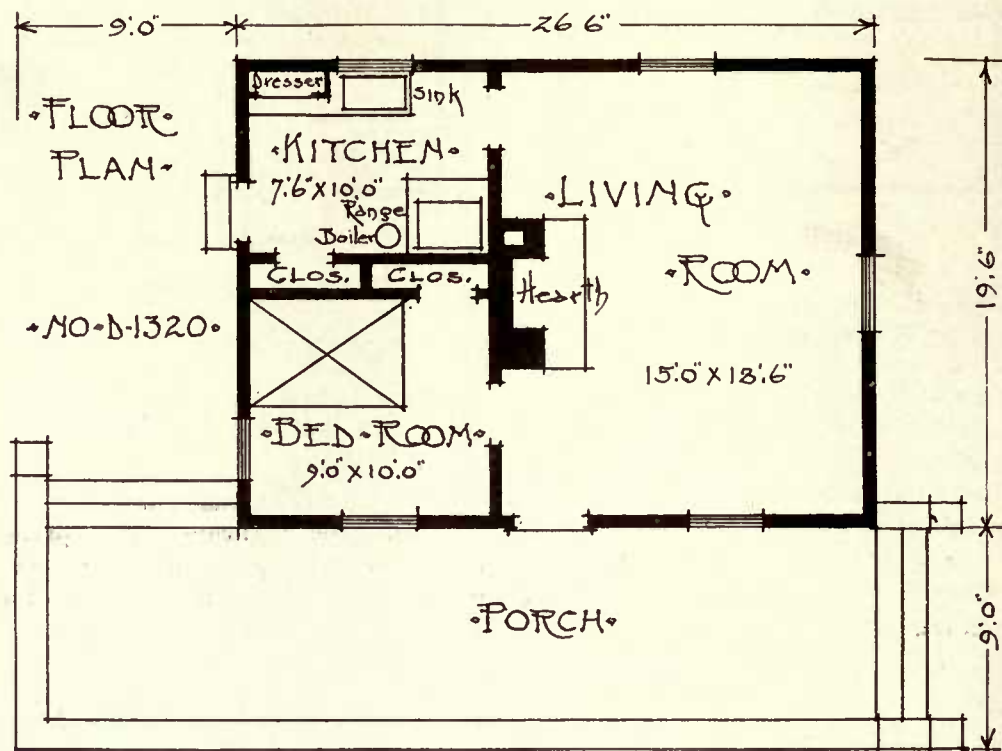 9'.0"
26 6"
·FLOOR·
PLAN·
Dresser
Sink
·KITCHEN·
7'.6"X10'.0"
Range
Boiler
·LIVING·
·ROOM·
15'.0"X18'.6"
CLOS.
CLOS.
Hearth
19'.6"
·NO·D-1320·
·BED·ROOM·
9'.0"X10'.0"
·PORCH·
9'.0"